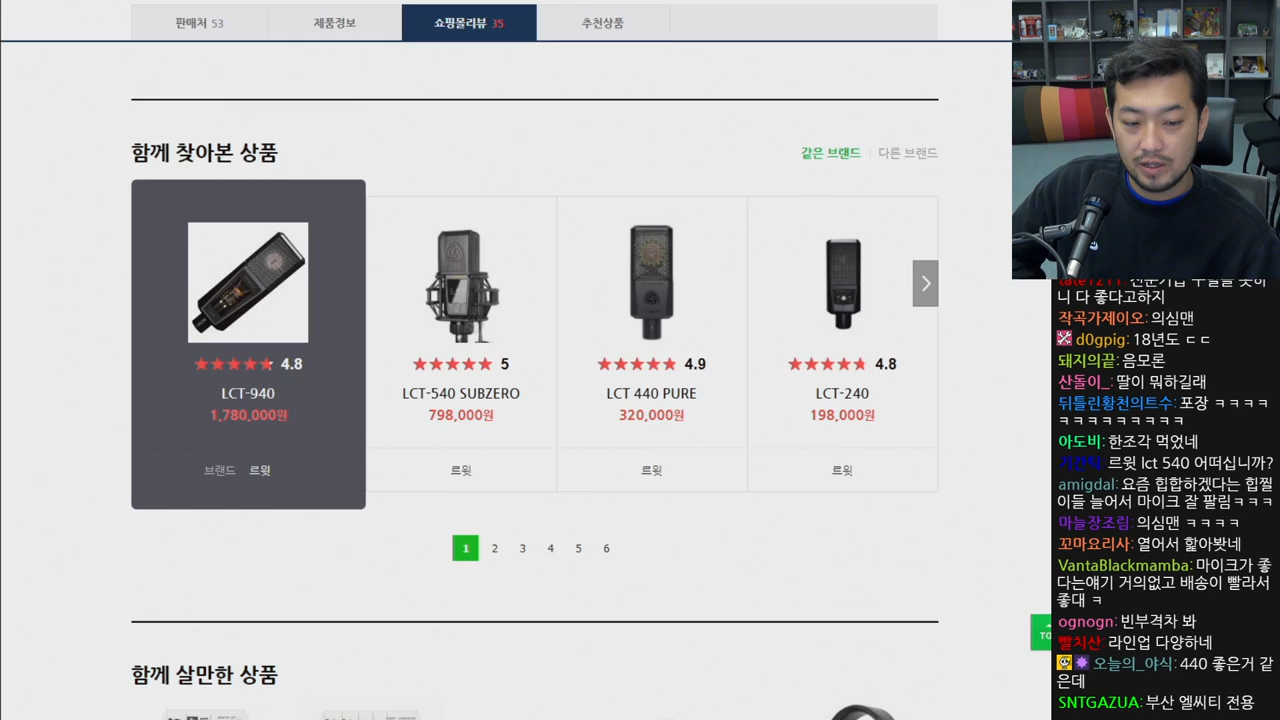 판매처 53
제품정보
쇼핑몰리뷰 35
추천상품
함께 찾아본 상품
같은 브랜드
다른 브랜드
4.8
LCT-940
1,780,000원
브랜드 르윗
5
LCT-540 SUBZERO
798,000원
르윗
4.9
LCT 440 PURE
320,000원
르윗
4.8
LCT-240
198,000원
르윗
1 2 3 4 5 6
함께 살만한 상품
니 다 좋다고하지
작곡가제이오: 의심맨
d0gpig: 18년도 ㄷㄷ
돼지의끝: 음모론
산돌이_: 딸이 뭐하길래
뒤틀린황천의트수: 포장 ㅋㅋㅋㅋ
ㅋㅋㅋㅋㅋㅋㅋㅋㅋ
아도비: 한조각 먹었네
르윗 lct 540 어떠십니까?
amigdal: 요즘 힙합하겠다는 힙찔
이들 늘어서 마이크 잘 팔림ㅋㅋㅋ
마늘장조림: 의심맨 ㅋㅋㅋㅋ
꼬마요리사: 열어서 핥아봣네
VantaBlackmamba: 마이크가 좋
다는얘기 거의없고 배송이 빨라서
좋대 ㅋ
ognogn: 빈부격차 봐
빨치산: 라인업 다양하네
오늘의_야식: 440 좋은거 같
은데
SNTGAZUA: 부산 엘씨티 전용